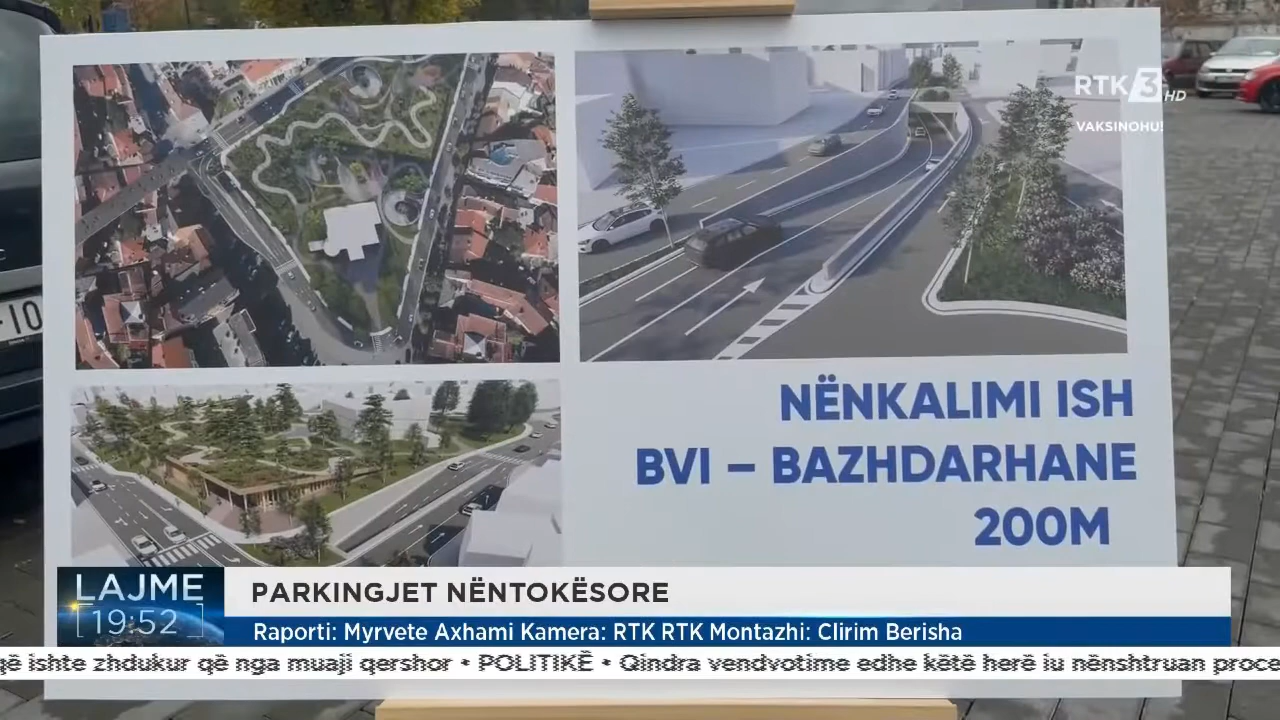 RTK 3 HD
VAKSINOHU!
-10
NËNKALIMI ISH
BVI – BAZHDARHANE
200M
LAJME
19:52
PARKINGJET NËNTOKËSORE
Raporti: Myrvete Axhami Kamera: RTK RTK Montazhi: Clirim Berisha
që ishte zhdukur që nga muaji qershor • POLITIKË • Qindra vendvotime edhe këtë herë iu nënshtruan proce